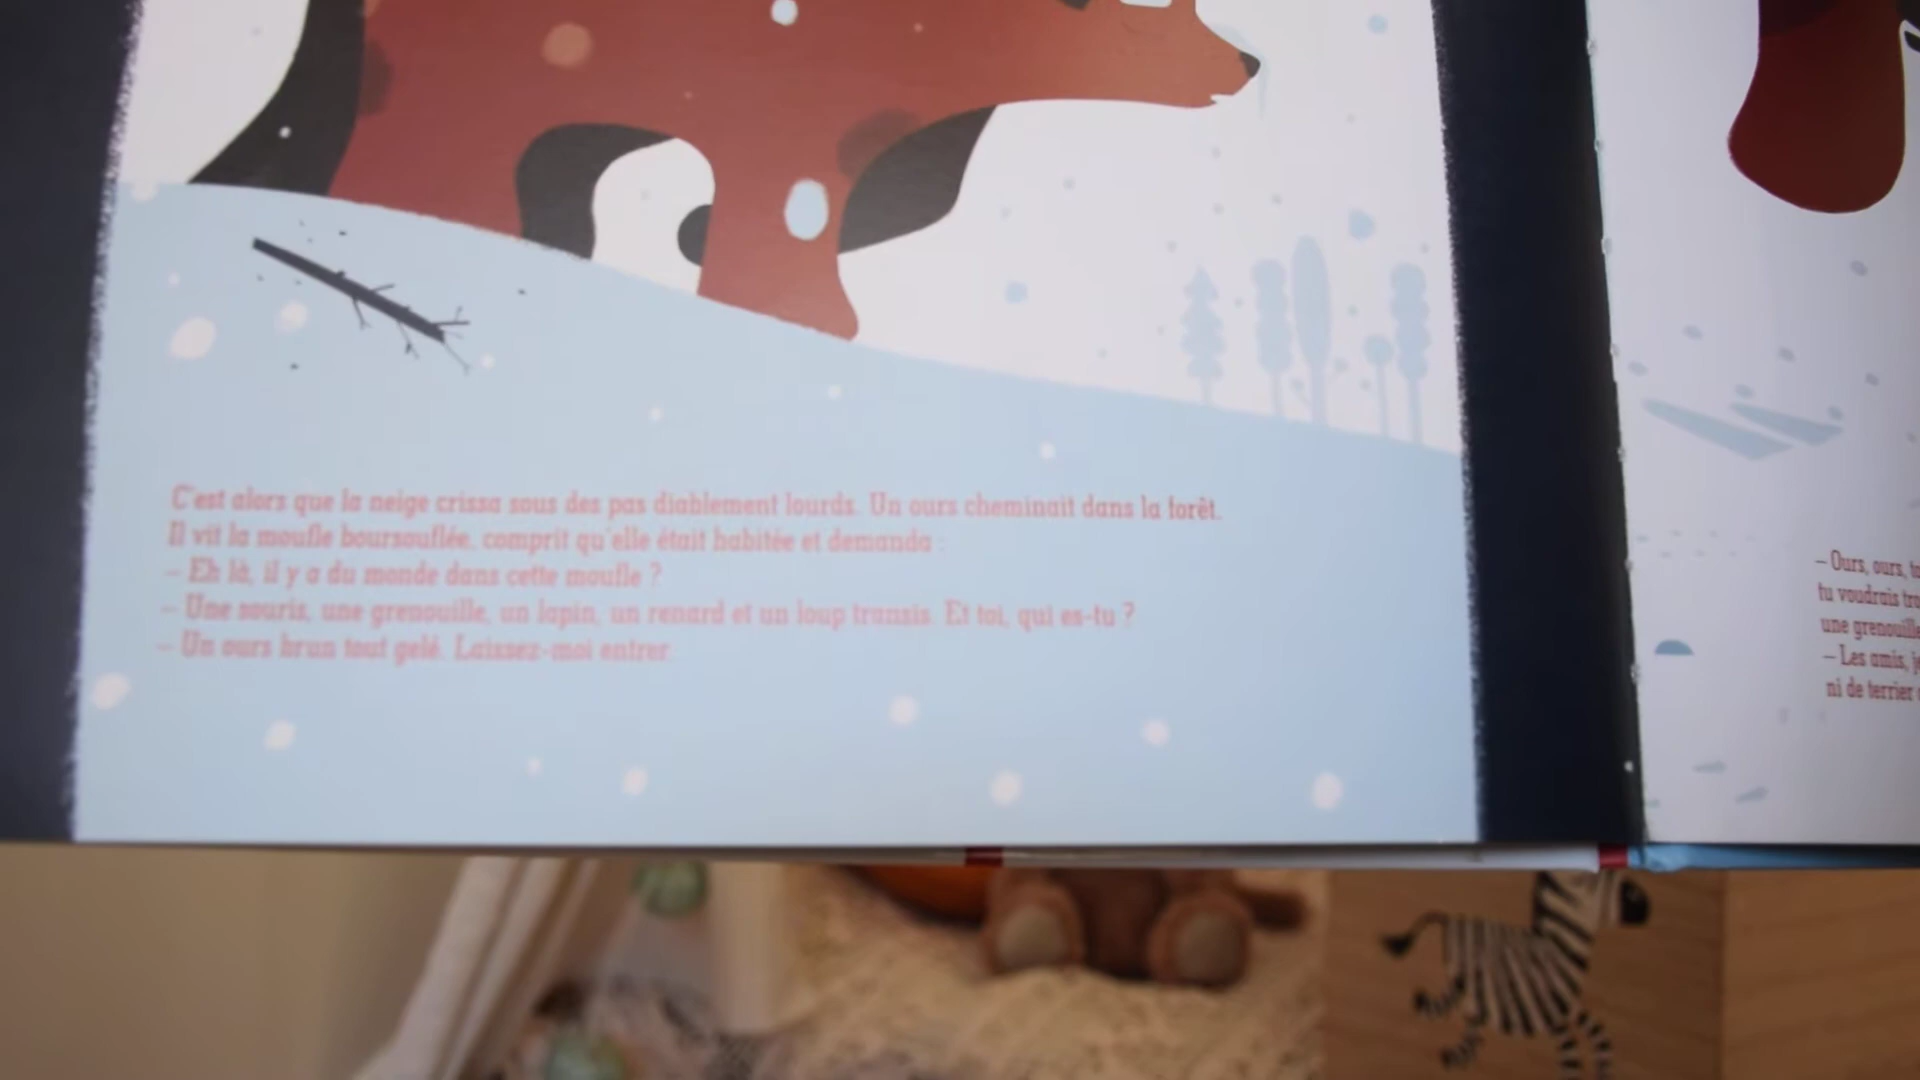 C'est alors que la neige crissa sous des pas diablement lourds. Un ours cheminait dans la forêt.
Il vit la moufle boursouflée, comprit qu'elle était habitée et demanda :
– Eh là, il y a du monde dans cette moufle ?
– Une souris, une grenouille, un lapin, un renard et un loup transis. Et toi, qui es-tu ?
– Un ours brun tout gelé. Laissez-moi entrer.
– Ours, ours,
tu voudrais
une grenouille
– Les amis,
ni de terrier